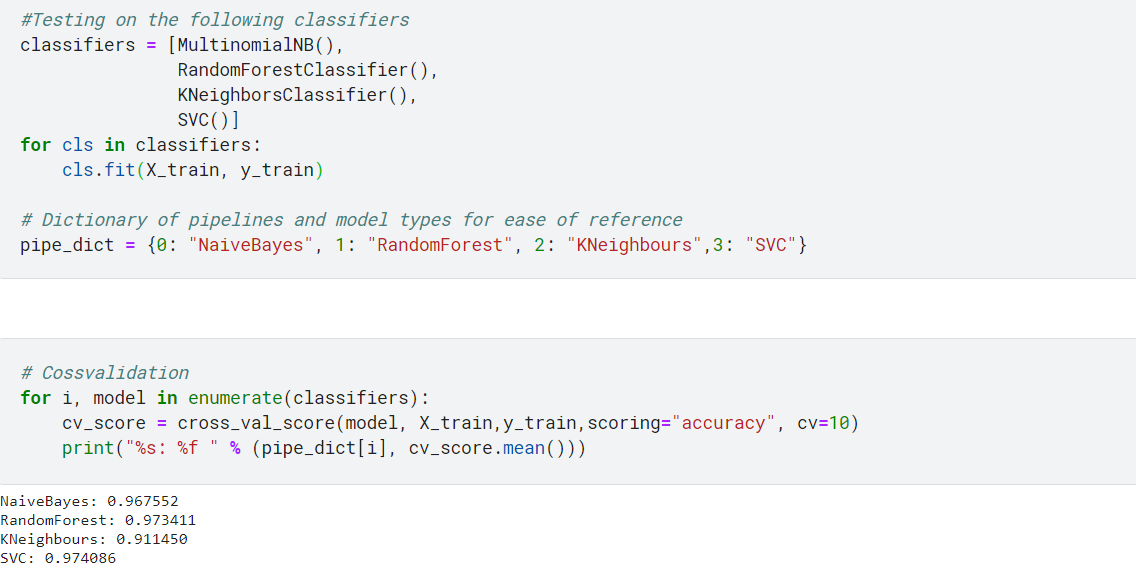 #Testing on the following classifiers
classifiers = [MultinomialNB(),
               RandomForestClassifier(),
               KNeighborsClassifier(),
               SVC()]
for cls in classifiers:
    cls.fit(X_train, y_train)
# Dictionary of pipelines and model types for ease of reference
pipe_dict = {0: "NaiveBayes", 1: "RandomForest", 2: "KNeighbours",3: "SVC"}
# Cossvalidation
for i, model in enumerate(classifiers):
    cv_score = cross_val_score(model, X_train,y_train,scoring="accuracy", cv=10)
    print("%s: %f " % (pipe_dict[i], cv_score.mean()))
NaiveBayes: 0.967552
RandomForest: 0.973411
KNeighbours: 0.911450
SVC: 0.974086